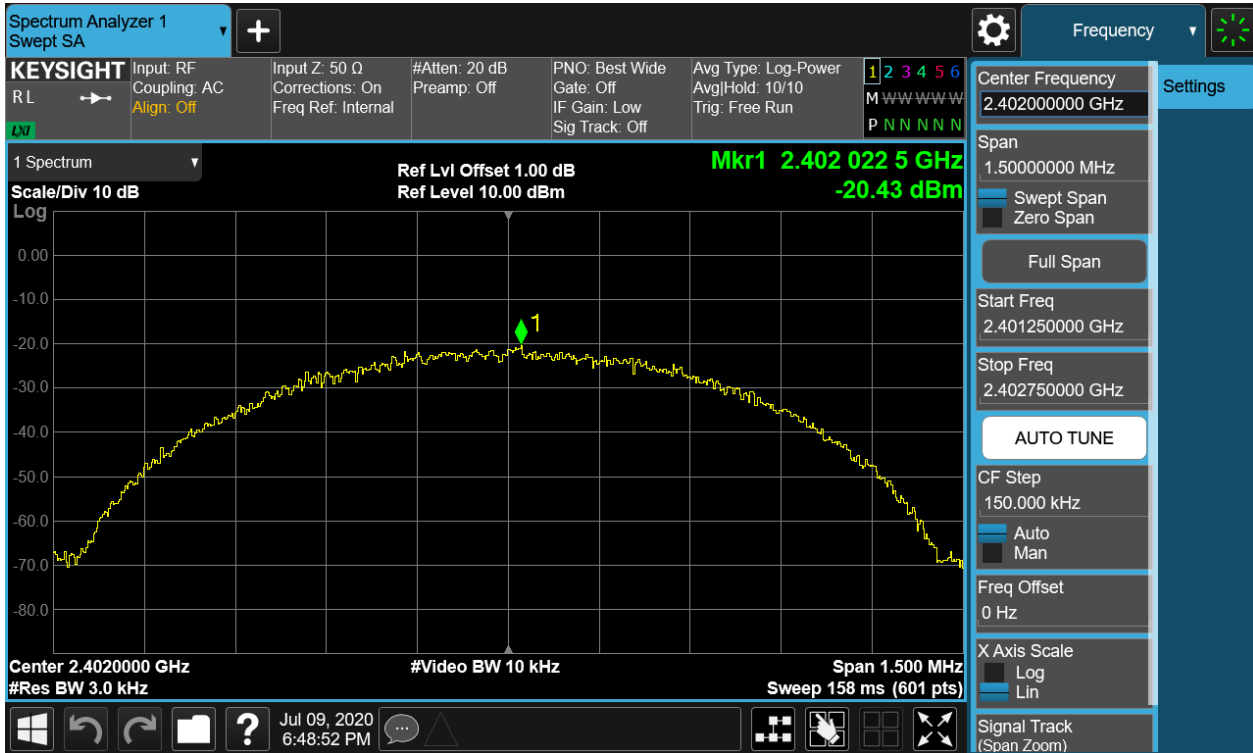 Spectrum Analyzer 1
Swept SA
+
Frequency
KEYSIGHT
R L
LXI
Input: RF
Coupling: AC
Align: Off
Input Z: 50 Ω
Corrections: On
Freq Ref: Internal
#Atten: 20 dB
Preamp: Off
PNO: Best Wide
Gate: Off
IF Gain: Low
Sig Track: Off
Avg Type: Log-Power
Avg|Hold: 10/10
Trig: Free Run
1 2 3 4 5 6
M W W W W W
P N N N N N
1 Spectrum
Scale/Div 10 dB
Log
Ref Lvl Offset 1.00 dB
Ref Level 10.00 dBm
Mkr1 2.402 022 5 GHz
-20.43 dBm
1
0.00
-10.0
-20.0
-30.0
-40.0
-50.0
-60.0
-70.0
-80.0
Center 2.4020000 GHz
#Res BW 3.0 kHz
#Video BW 10 kHz
Span 1.500 MHz
Sweep 158 ms (601 pts)
?
Jul 09, 2020
6:48:52 PM
Center Frequency
2.402000000 GHz
Settings
Span
1.50000000 MHz
Swept Span
Zero Span
Full Span
Start Freq
2.401250000 GHz
Stop Freq
2.402750000 GHz
AUTO TUNE
CF Step
150.000 kHz
Auto
Man
Freq Offset
0 Hz
X Axis Scale
Log
Lin
Signal Track
(Span Zoom)